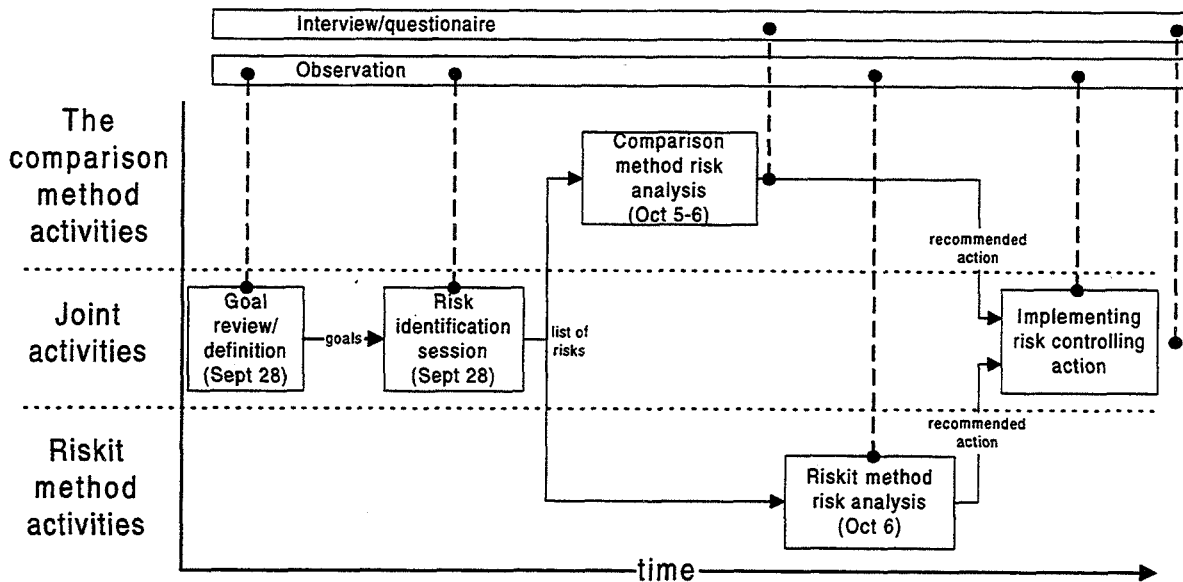 Interview/questionaire
Observation
The
comparison
method
activities
Comparison
method risk
analysis
(Oct 5-6)
recommended
action
Joint
activities
Goal
review/
definition
(Sept 28)
goals
Risk
identification
session
(Sept 28)
list of
risks
Implementing
risk controlling
action
recommended
action
Riskit
method
activities
Riskit method
risk analysis
(Oct 6)
time